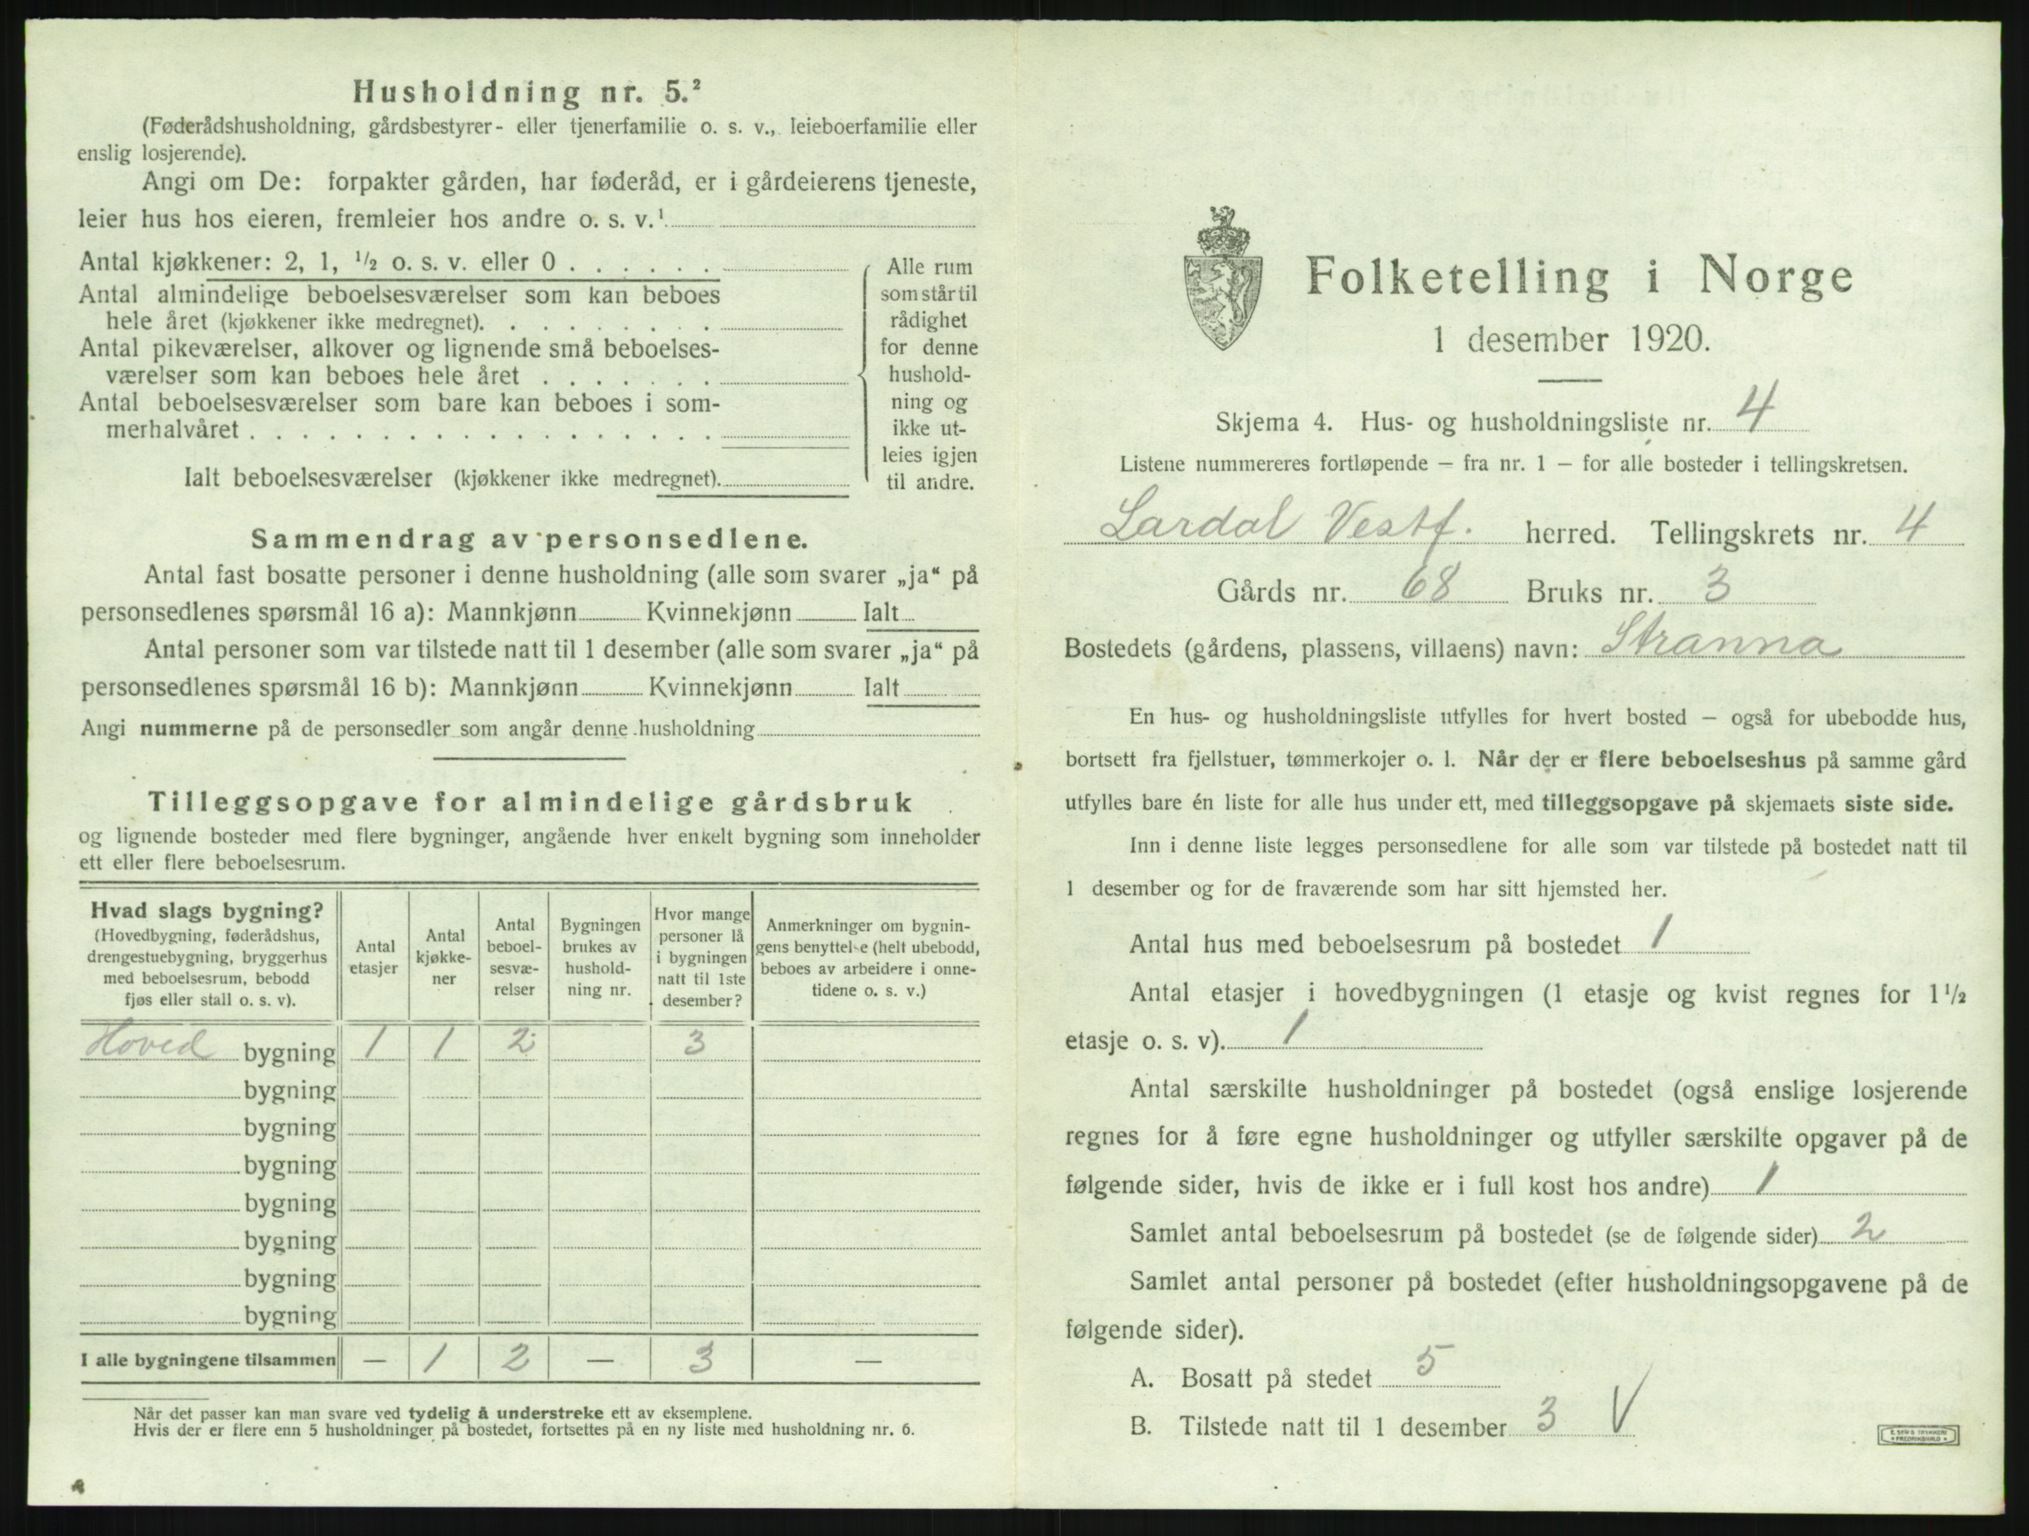 Husholdning nr. 5.²
(Føderådshusholdning, gårdsbestyrer- eller tjenerfamilie o. s. v., leieboerfamilie eller
enslig losjerende).
Angi om De: forpakter gården, har føderåd, er i gårdeierens tjeneste,
leier hus hos eieren, fremleier hos andre o. s. v.¹
Antal kjøkkener: 2, 1, ½ o. s. v. eller 0 . . . . . .
Antal almindelige beboelsesværelser som kan beboes
hele året (kjøkkener ikke medregnet). . . . . . . . .
Antal pikeværelser, alkover og lignende små beboelses-
værelser som kan beboes hele året . . . . . . .
Antal beboelsesværelser som bare kan beboes i som-
merhalvåret . . . . . . . . . . . . . . . . . .
Ialt beboelsesværelser (kjøkkener ikke medregnet).
Alle rum
som står til
rådighet
for denne
hushold-
ning og
ikke ut-
leies igjen
til andre.
Sammendrag av personsedlene.
Antal fast bosatte personer i denne husholdning (alle som svarer „ja“ på
personsedlenes spørsmål 16 a): Mannkjønn Kvinnekjønn Ialt
Antal personer som var tilstede natt til 1 desember (alle som svarer „ja“ på
personsedlenes spørsmål 16 b): Mannkjønn Kvinnekjønn Ialt
Angi nummerne på de personsedler som angår denne husholdning
Tilleggsopgave for almindelige gårdsbruk
og lignende bosteder med flere bygninger, angående hver enkelt bygning som inneholder
ett eller flere beboelsesrum.
Hvad slags bygning?
(Hovedbygning, føderådshus,
drengestuebygning, bryggerhus
med beboelsesrum, bebodd
fjøs eller stall o. s. v).
Antal
etasjer
Antal
kjøkke-
ner
Antal
beboel-
sesvæ-
relser
Bygningen
brukes av
hushold-
ning nr.
Hvor mange
personer lå
i bygningen
natt til 1ste
desember?
Anmerkninger om bygnin-
gens benyttelse (helt ubebodd,
beboes av arbeidere i onne-
tidene o. s. v.)
Hoved bygning 1 1 2 3
bygning
bygning
bygning
bygning
bygning
bygning
bygning
I alle bygningene tilsammen — 1 2 — 3 —
Når det passer kan man svare ved tydelig å understreke ett av eksemplene.
Hvis der er flere enn 5 husholdninger på bostedet, fortsettes på en ny liste med husholdning nr. 6.
Folketelling i Norge
1 desember 1920.
Skjema 4. Hus- og husholdningsliste nr. 4
Listene nummereres fortløpende — fra nr. 1 — for alle bosteder i tellingskretsen.
Lardal Vestf. herred. Tellingskrets nr. 4
Gårds nr. 68 Bruks nr. 3
Bostedets (gårdens, plassens, villaens) navn: Stranna
En hus- og husholdningsliste utfylles for hvert bosted — også for ubebodde hus,
bortsett fra fjellstuer, tømmerkojer o. l. Når der er flere beboelseshus på samme gård
utfylles bare én liste for alle hus under ett, med tilleggsopgave på skjemaets siste side.
Inn i denne liste legges personsedlene for alle som var tilstede på bostedet natt til
1 desember og for de fraværende som har sitt hjemsted her.
Antal hus med beboelsesrum på bostedet 1
Antal etasjer i hovedbygningen (1 etasje og kvist regnes for 1½
etasje o. s. v). 1
Antal særskilte husholdninger på bostedet (også enslige losjerende
regnes for å føre egne husholdninger og utfyller særskilte opgaver på de
følgende sider, hvis de ikke er i full kost hos andre) 1
Samlet antal beboelsesrum på bostedet (se de følgende sider) 2
Samlet antal personer på bostedet (efter husholdningsopgavene på de
følgende sider).
A. Bosatt på stedet 5
B. Tilstede natt til 1 desember 3 V